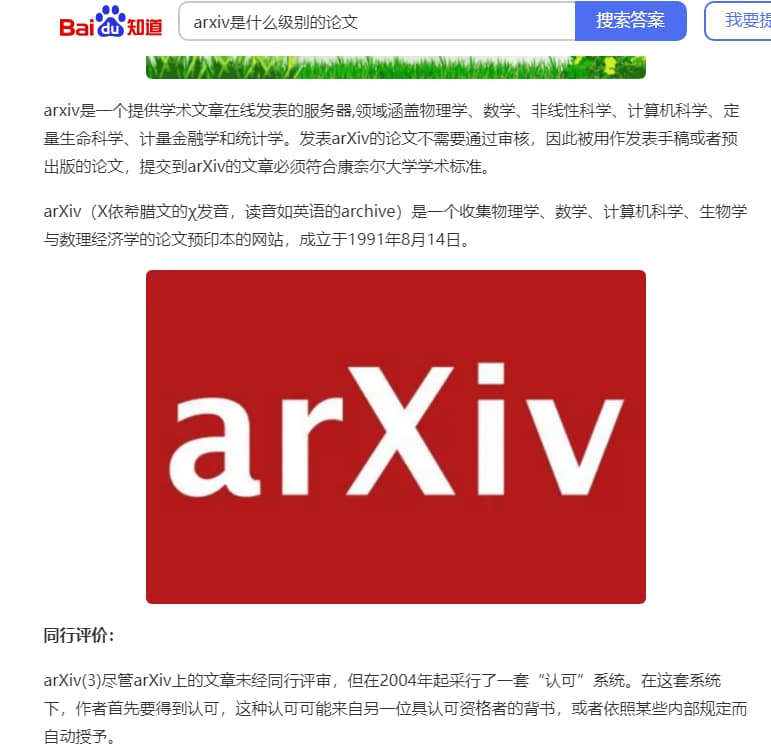 Bai du 知道
arxiv是什么级别的论文
搜索答案
我要提
arxiv是一个提供学术文章在线发表的服务器,领域涵盖物理学、数学、非线性科学、计算机科学、定
量生命科学、计量金融学和统计学。发表arXiv的论文不需要通过审核，因此被用作发表手稿或者预
出版的论文，提交到arXiv的文章必须符合康奈尔大学学术标准。
arXiv（X依希腊文的χ发音，读音如英语的archive）是一个收集物理学、数学、计算机科学、生物学
与数理经济学的论文预印本的网站，成立于1991年8月14日。
arXiv
同行评价：
arXiv(3)尽管arXiv上的文章未经同行评审，但在2004年起采行了一套“认可”系统。在这套系统
下，作者首先要得到认可，这种认可可能来自另一位具认可资格者的背书，或者依照某些内部规定而
自动授予。